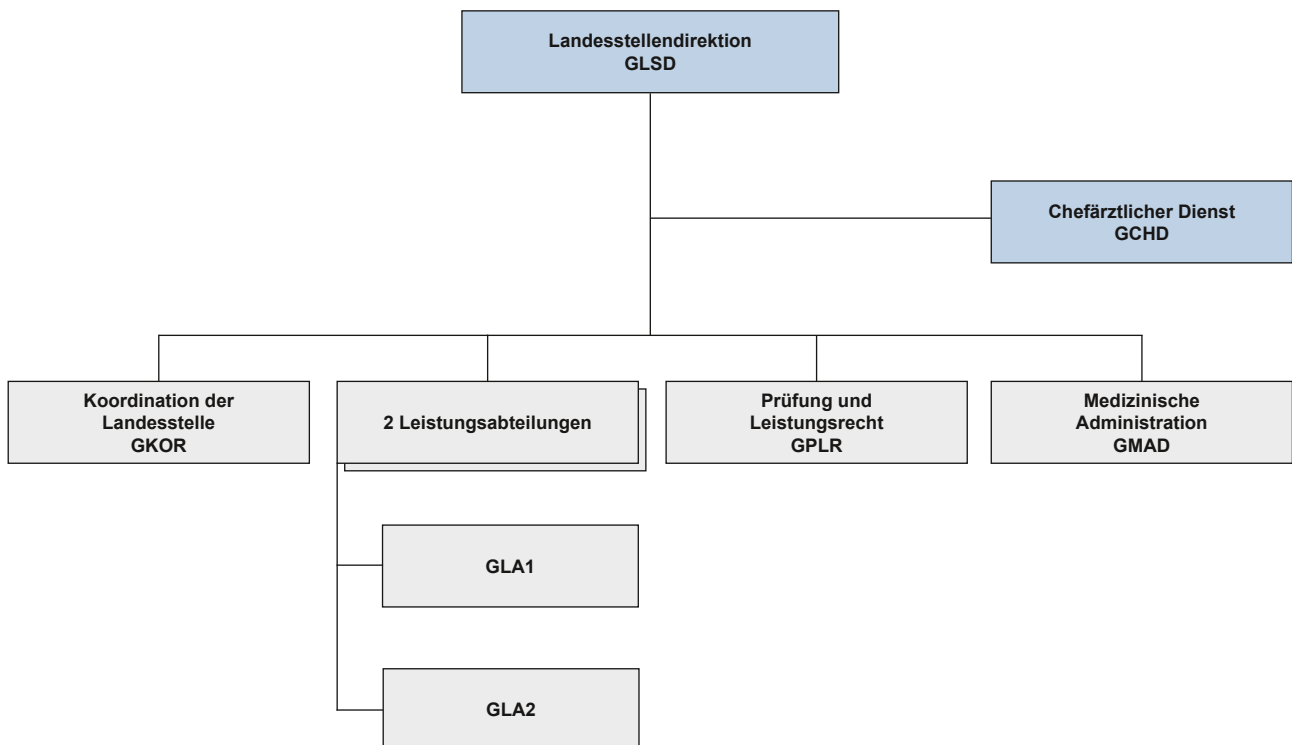 Landesstellendirektion
GLSD
Chefärztlicher Dienst
GCHD
Koordination der
Landesstelle
GKOR
2 Leistungsabteilungen
Prüfung und
Leistungsrecht
GPLR
Medizinische
Administration
GMAD
GLA1
GLA2